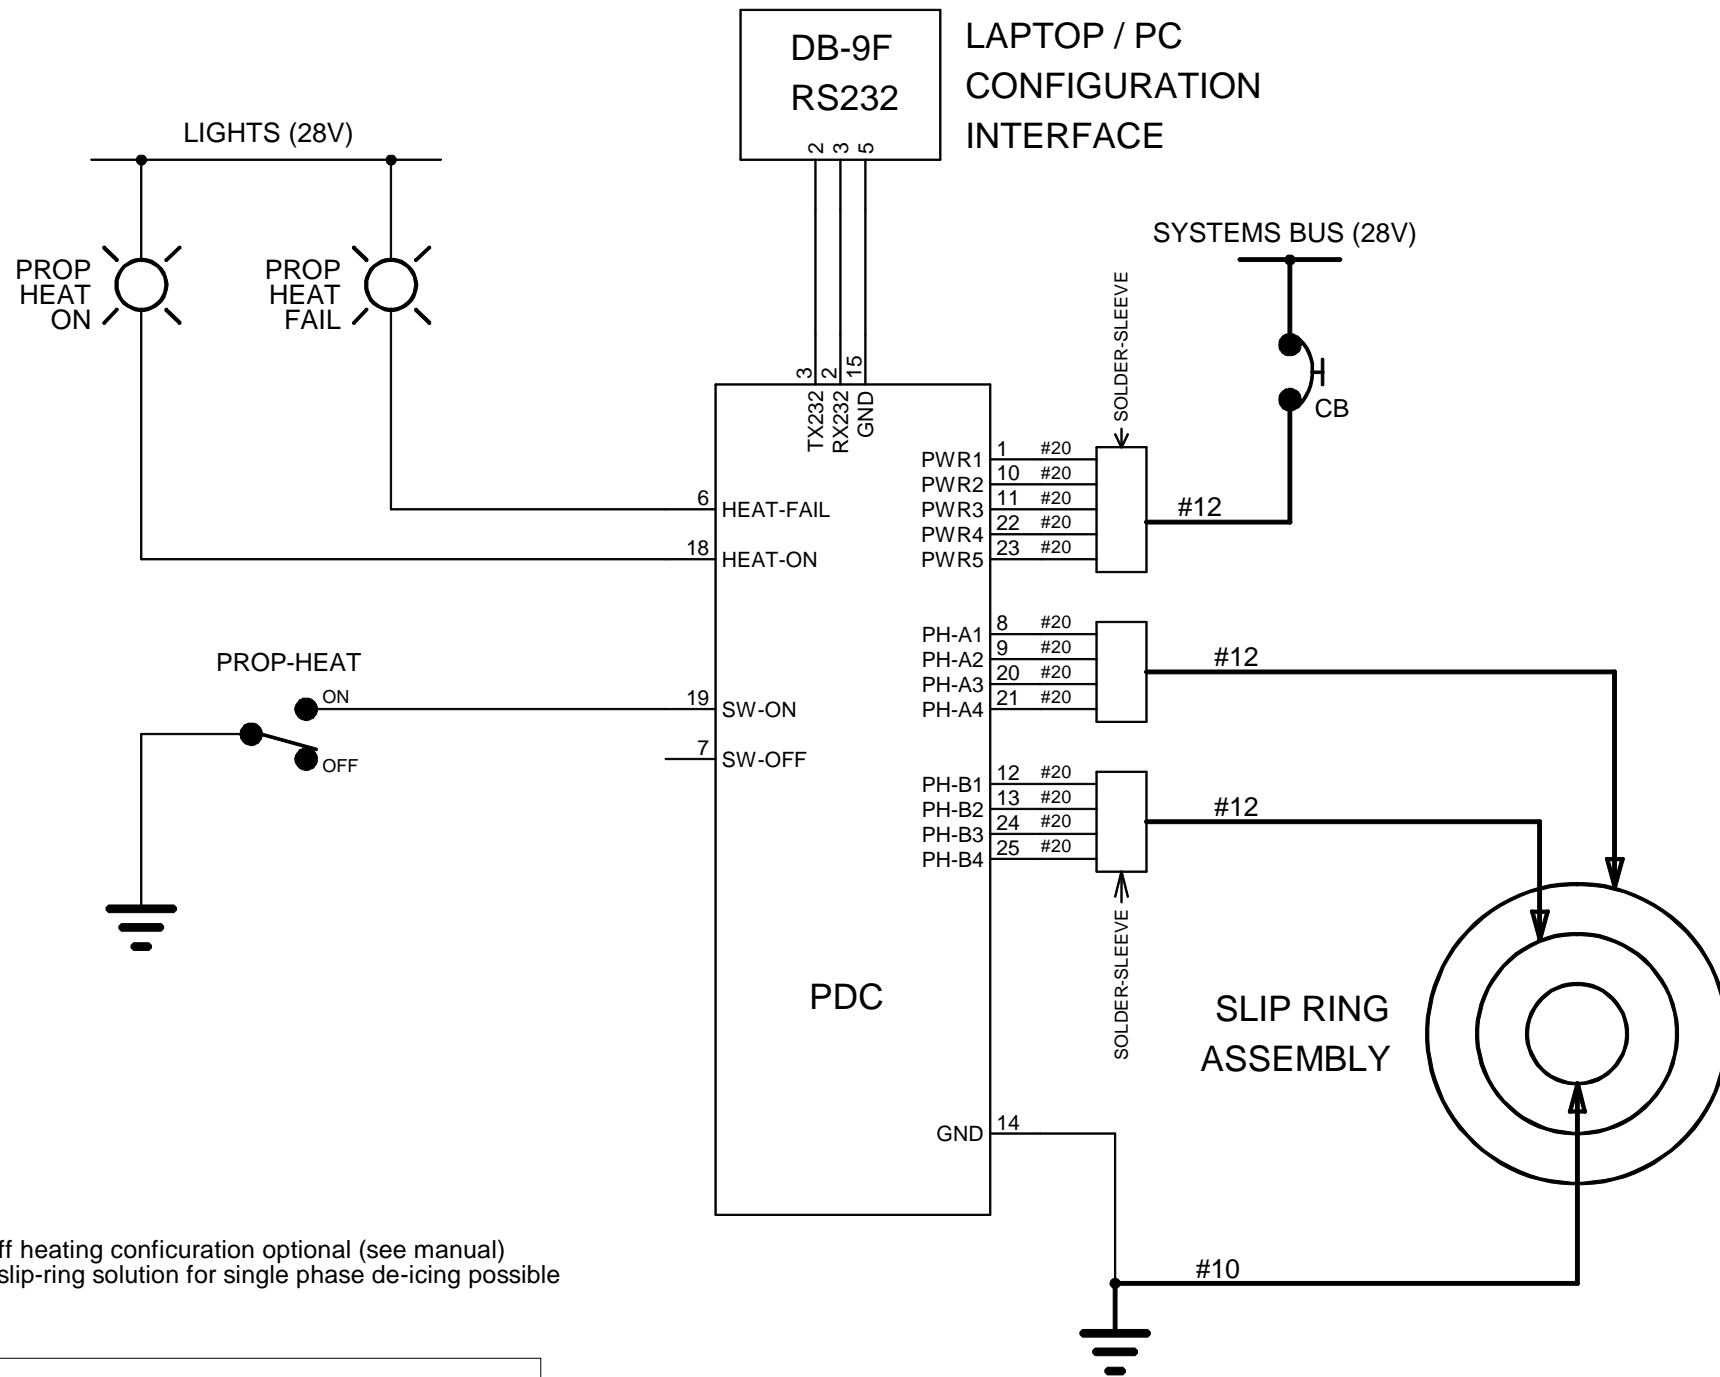 DB-9F
RS232
LAPTOP / PC
CONFIGURATION
INTERFACE
2
3
5
LIGHTS (28V)
PROP
HEAT
ON
PROP
HEAT
FAIL
SYSTEMS BUS (28V)
CB
SOLDER-SLEEVE
3
2
15
TX232
RX232
GND
PWR1 1 #20
PWR2 10 #20
PWR3 11 #20
PWR4 22 #20
PWR5 23 #20
#12
6 HEAT-FAIL
18 HEAT-ON
PH-A1 8 #20
PH-A2 9 #20
PH-A3 20 #20
PH-A4 21 #20
#12
PROP-HEAT
ON
OFF
19 SW-ON
7 SW-OFF
PH-B1 12 #20
PH-B2 13 #20
PH-B3 24 #20
PH-B4 25 #20
#12
SOLDER-SLEEVE
PDC
SLIP RING
ASSEMBLY
GND 14
#10
ff heating conficuration optional (see manual)
slip-ring solution for single phase de-icing possible